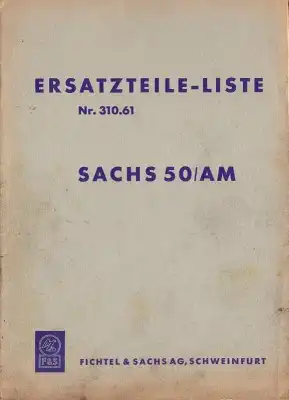 ERSATZTEILE-LISTE
Nr. 310.61
SACHS 50/AM
F&S
FICHTEL & SACHS AG, SCHWEINFURT